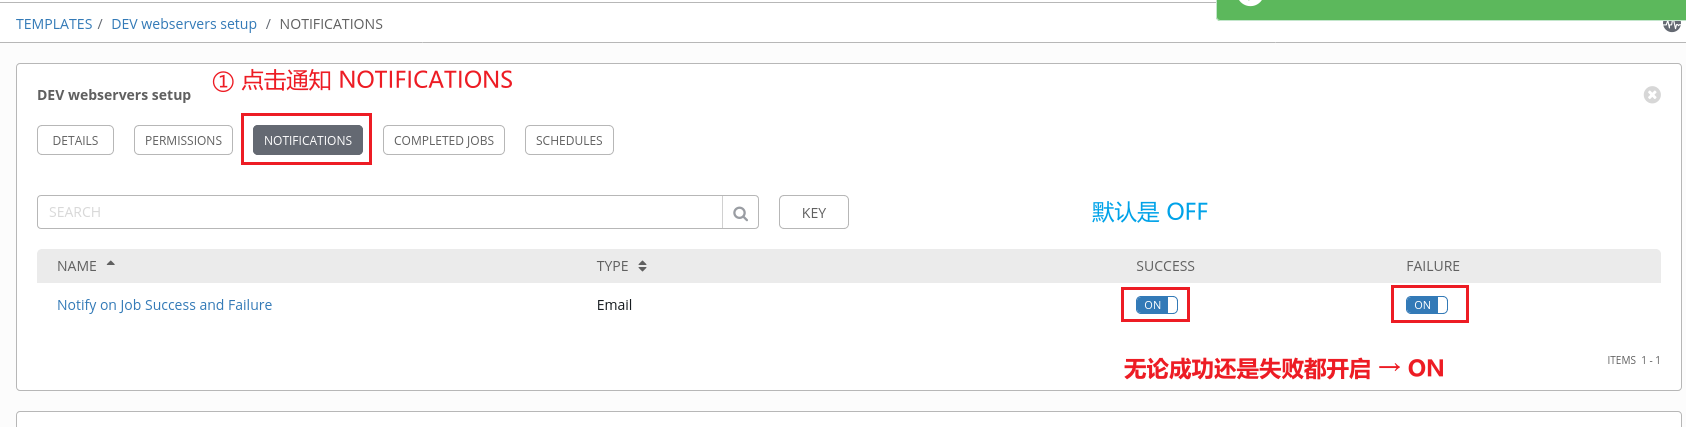 TEMPLATES / DEV webservers setup / NOTIFICATIONS
① 点击通知 NOTIFICATIONS
DEV webservers setup
DETAILS PERMISSIONS NOTIFICATIONS COMPLETED JOBS SCHEDULES
SEARCH KEY
默认是 OFF
NAME TYPE SUCCESS FAILURE
Notify on Job Success and Failure Email ON ON
ITEMS 1 - 1
无论成功还是失败都开启 → ON